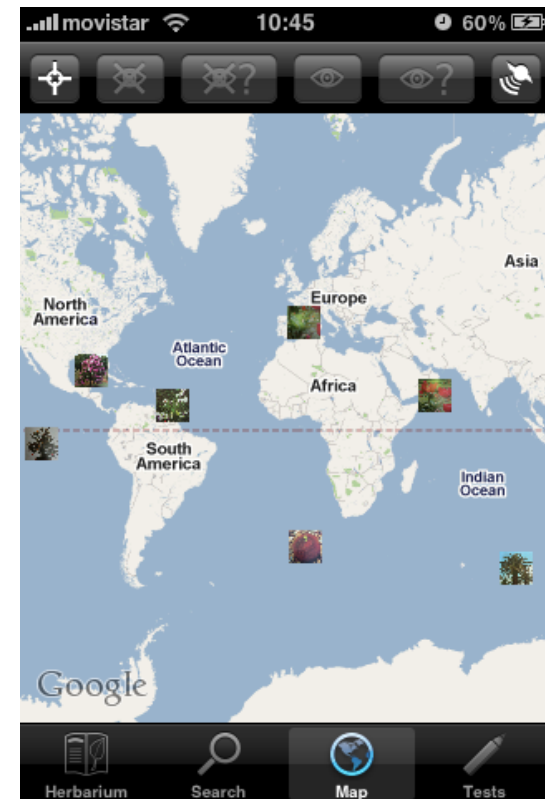 movistar 10:45 60%
? ?
Asia
Europe
North
America
Atlantic
Ocean
Africa
South
America
Indian
Ocean
Google
Herbarium Search Map Tests